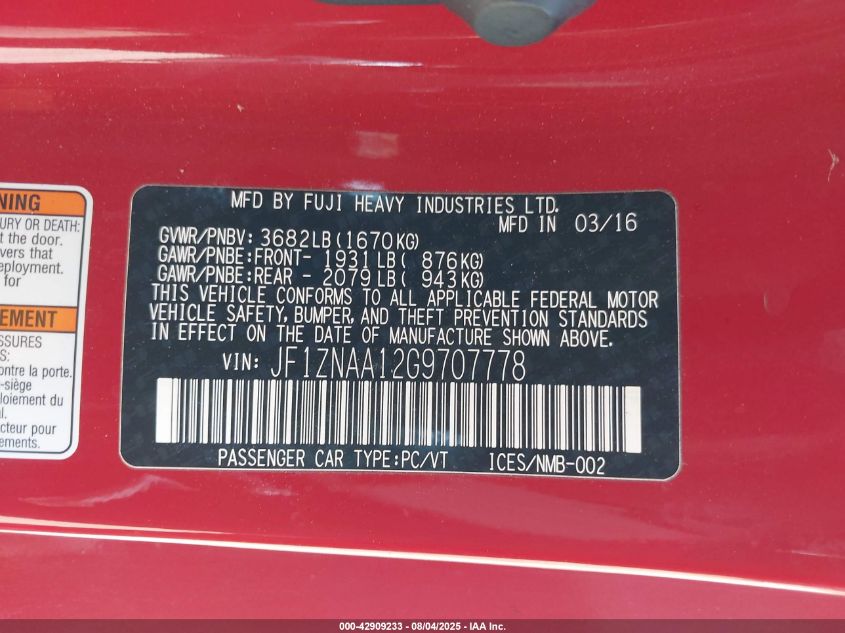 NING
URY OR DEATH:
t the door.
vers that
eployment.
for
EMENT
SSURES
S:
ontre la paroi
-siège
loiement du
l.
cteur pour
ements.
MFD BY FUJI HEAVY INDUSTRIES LTD.
MFD IN 03/16
GVWR/PNBV: 3682LB(1670KG)
GAWR/PNBE:FRONT- 1931LB( 876KG)
GAWR/PNBE:REAR - 2079LB( 943KG)
THIS VEHICLE CONFORMS TO ALL APPLICABLE FEDERAL MOTOR
VEHICLE SAFETY, BUMPER, AND THEFT PREVENTION STANDARDS
IN EFFECT ON THE DATE OF MANUFACTURE SHOWN ABOVE.
VIN: JF1ZNAA12G9707778
PASSENGER CAR TYPE:PC/VT ICES/NMB-002
000-42909233 - 08/04/2025 - IAA Inc.